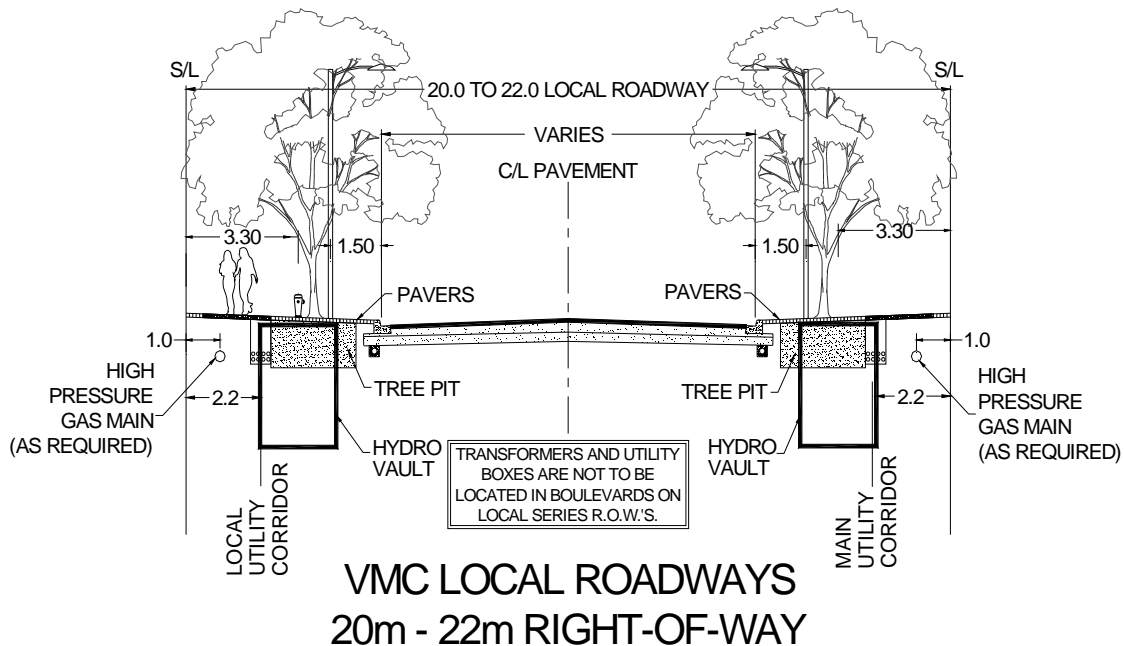 S/L
S/L
20.0 TO 22.0 LOCAL ROADWAY
VARIES
C/L PAVEMENT
3.30
1.50
1.50
3.30
PAVERS
PAVERS
1.0
1.0
HIGH
PRESSURE
GAS MAIN
(AS REQUIRED)
2.2
TREE PIT
TREE PIT
2.2
HIGH
PRESSURE
GAS MAIN
(AS REQUIRED)
HYDRO
VAULT
HYDRO
VAULT
TRANSFORMERS AND UTILITY
BOXES ARE NOT TO BE
LOCATED IN BOULEVARDS ON
LOCAL SERIES R.O.W.'S.
LOCAL
UTILITY
CORRIDOR
MAIN
UTILITY
CORRIDOR
VMC LOCAL ROADWAYS
20m - 22m RIGHT-OF-WAY